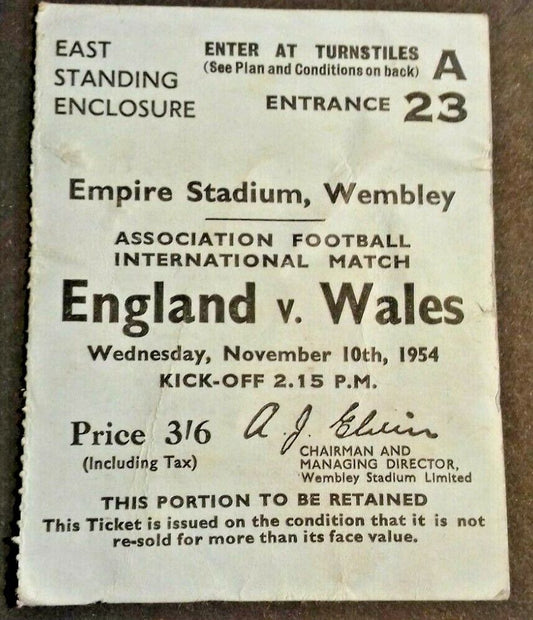 EAST
STANDING
ENCLOSURE
ENTER AT TURNSTILES A
(See Plan and Conditions on back)
ENTRANCE 23
Empire Stadium, Wembley
ASSOCIATION FOOTBALL
INTERNATIONAL MATCH
England v. Wales
Wednesday, November 10th, 1954
KICK-OFF 2.15 P.M.
Price 3/6
(Including Tax)
A. J. Elvin
CHAIRMAN AND
MANAGING DIRECTOR,
Wembley Stadium Limited
THIS PORTION TO BE RETAINED
This Ticket is issued on the condition that it is not
re-sold for more than its face value.